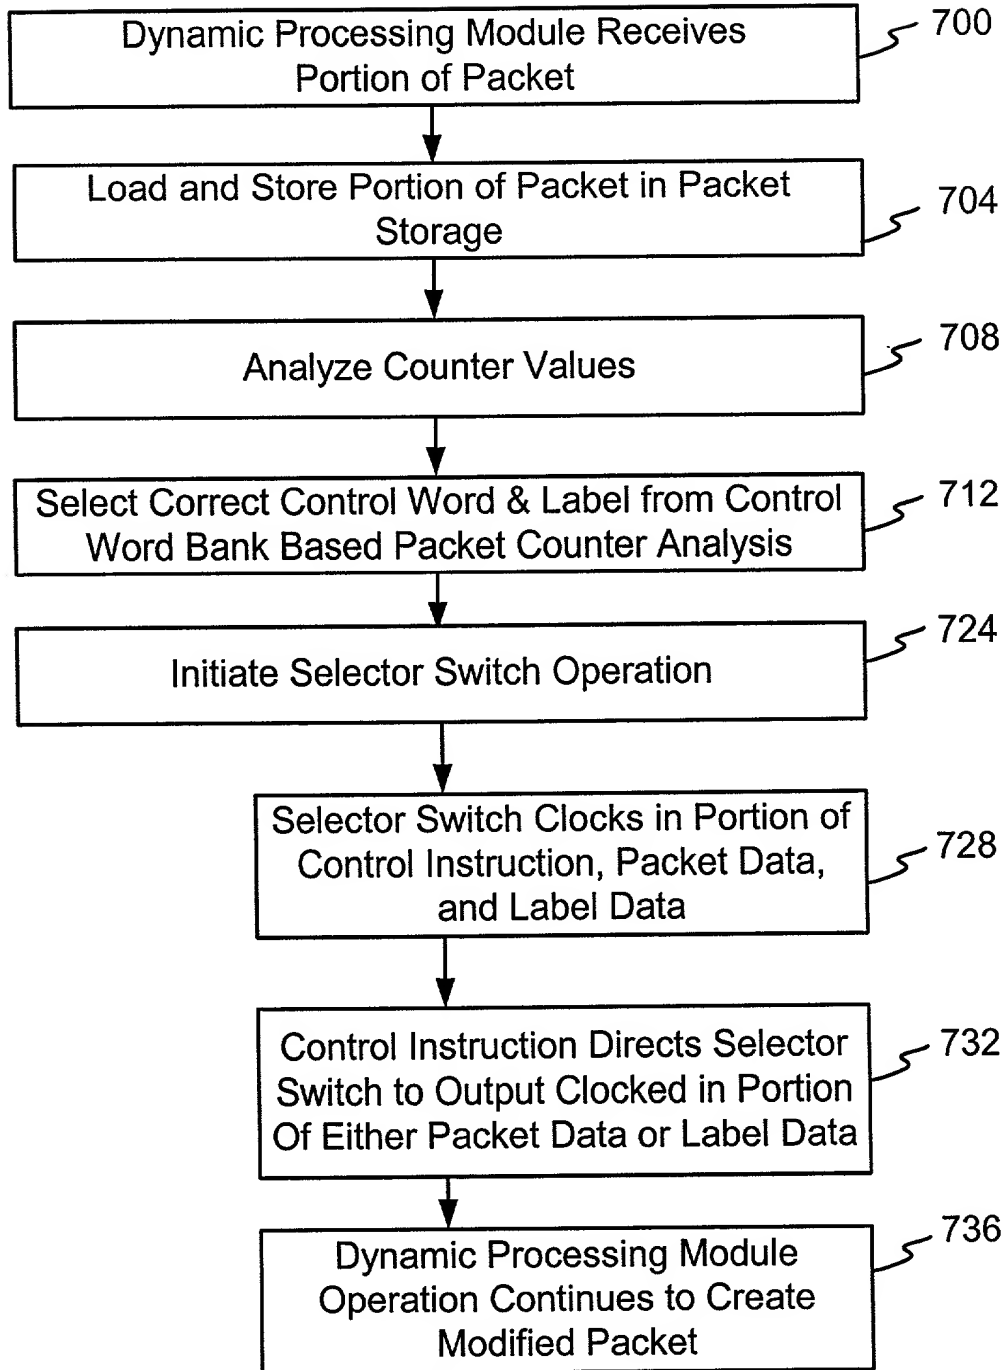 Dynamic Processing Module Receives
Portion of Packet
700
Load and Store Portion of Packet in Packet
Storage
704
Analyze Counter Values
708
Select Correct Control Word & Label from Control
Word Bank Based Packet Counter Analysis
712
Initiate Selector Switch Operation
724
Selector Switch Clocks in Portion of
Control Instruction, Packet Data,
and Label Data
728
Control Instruction Directs Selector
Switch to Output Clocked in Portion
Of Either Packet Data or Label Data
732
Dynamic Processing Module
Operation Continues to Create
Modified Packet
736